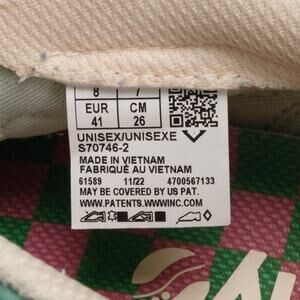 8 7
EUR CM
41 26
UNISEX/UNISEXE
S70746-2
MADE IN VIETNAM
FABRIQUÉ AU VIETNAM
61589 11/22 4700567133
MAY BE COVERED BY US PAT.
WWW.PATENTS.WWWINC.COM